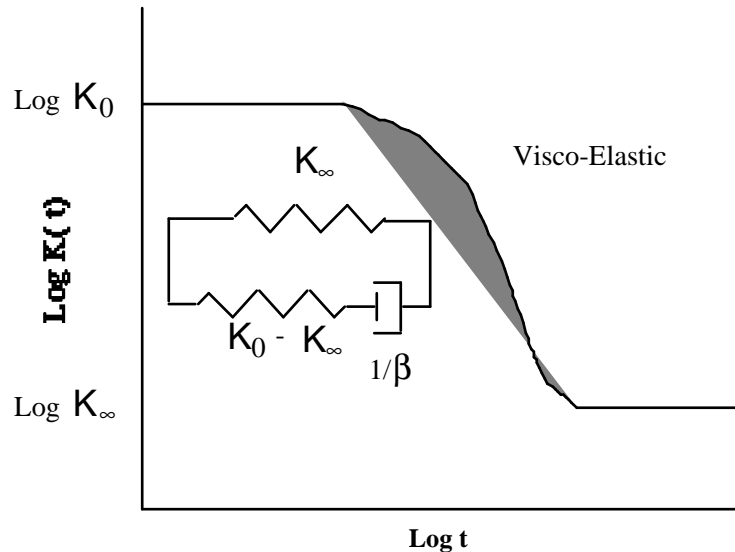 Log K₀
Visco-Elastic
K∞
Log K(t)
K₀ - K∞
1/β
Log K∞
Log t